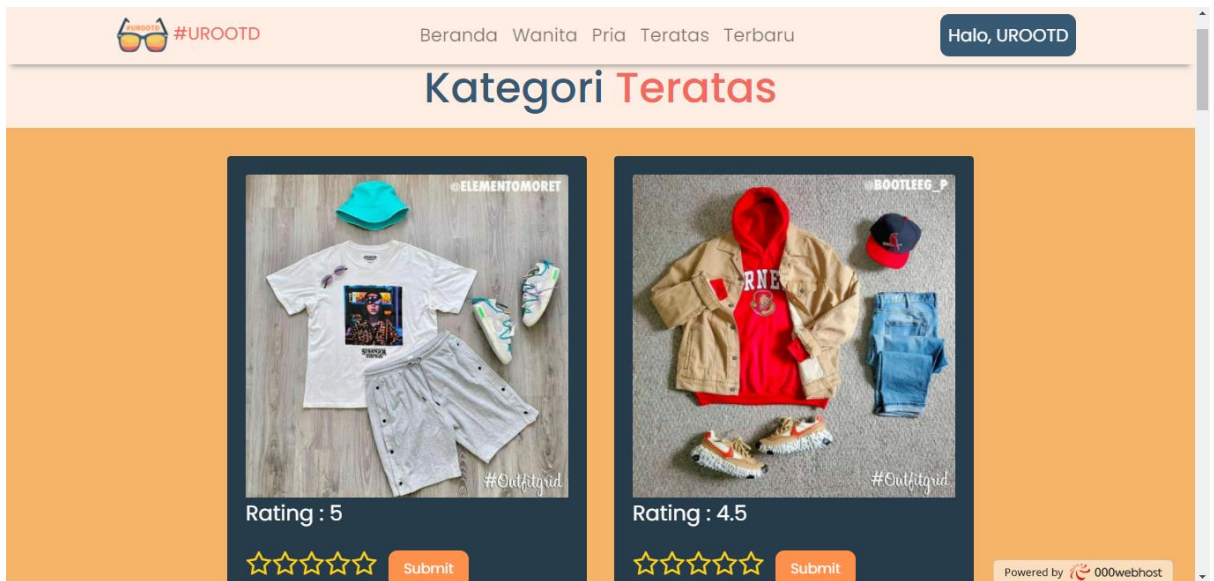 #UROOTD #UROOTD Beranda Wanita Pria Teratas Terbaru Halo, UROOTD
Kategori Teratas
@ELEMENTOMORET
#Outfitgrid
Rating : 5
Submit
@BOOTLEEG_P
RNE
#Outfitgrid
Rating : 4.5
Submit
Powered by 000webhost